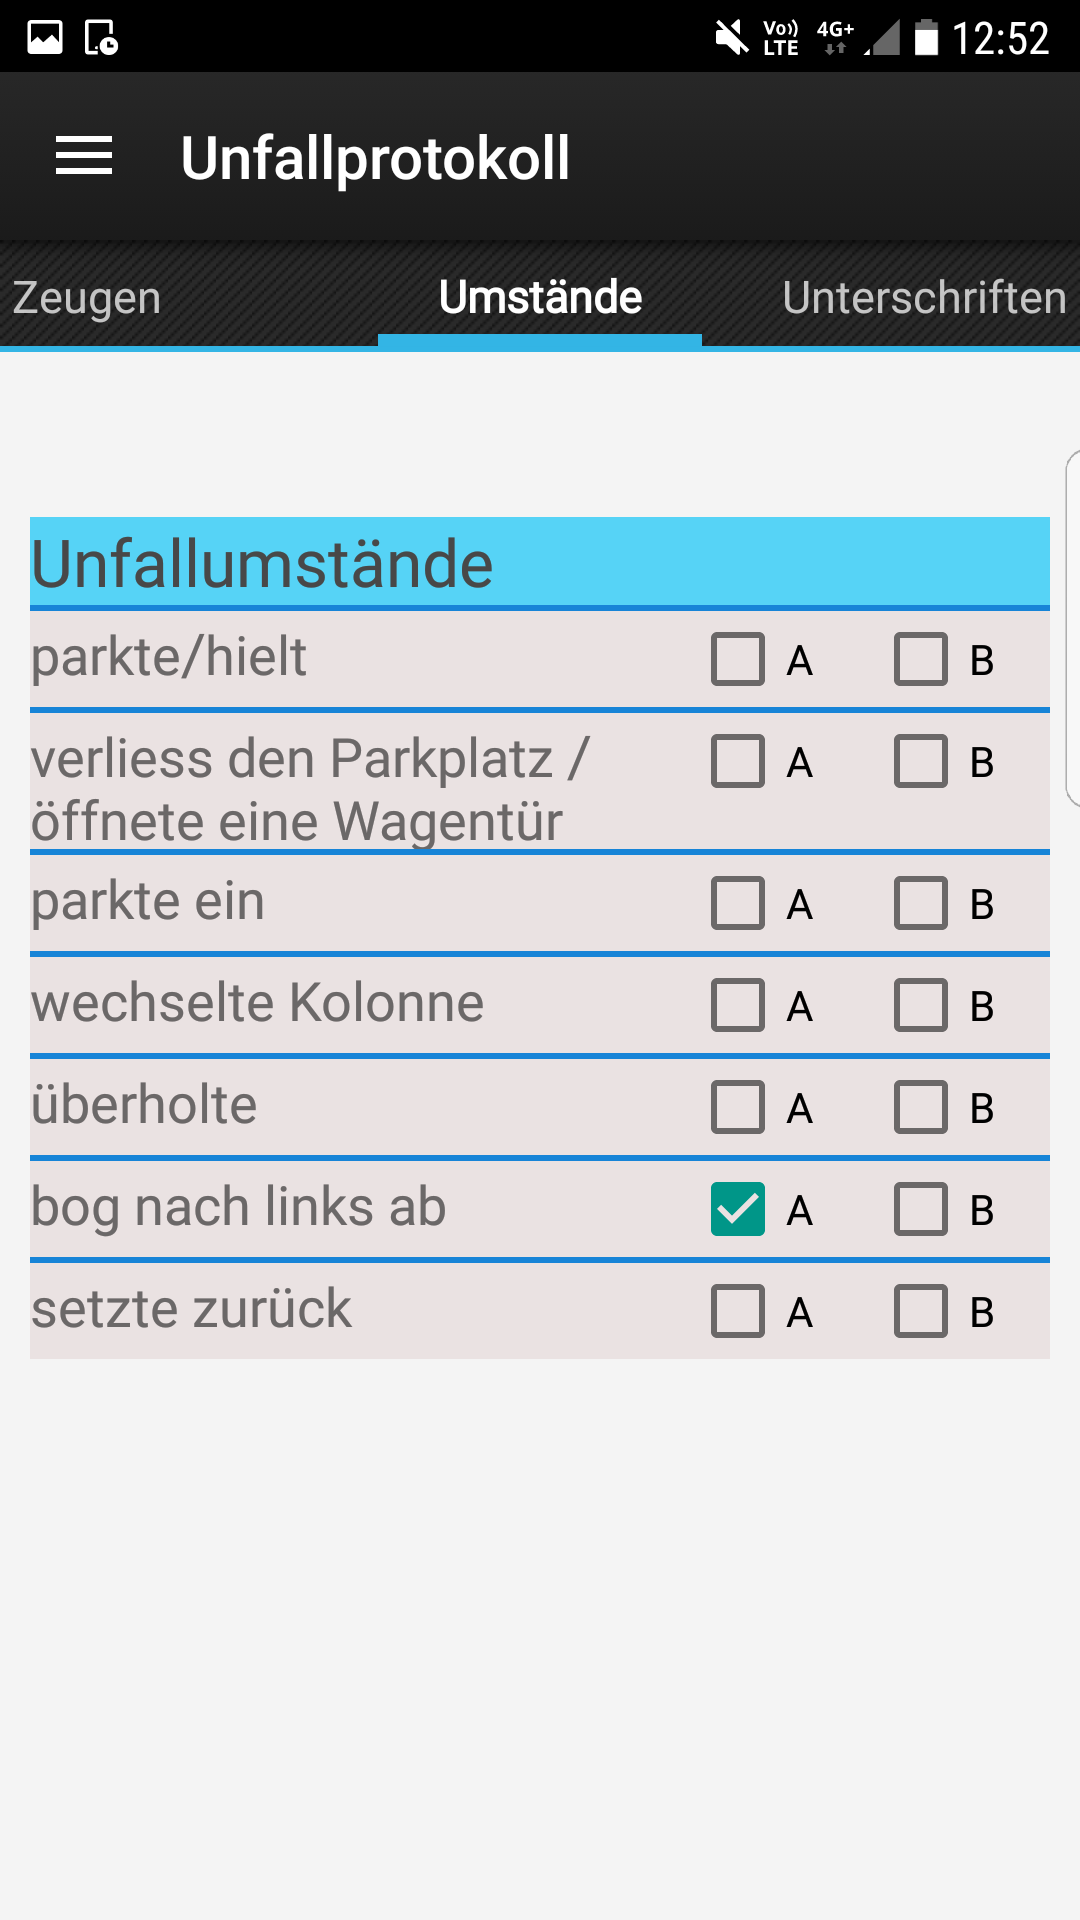 Vo)) LTE 4G+ 12:52
Unfallprotokoll
Zeugen Umstände Unterschriften
Unfallumstände
parkte/hielt A B
verliess den Parkplatz / A B
öffnete eine Wagentür
parkte ein A B
wechselte Kolonne A B
überholte A B
bog nach links ab A B
setzte zurück A B